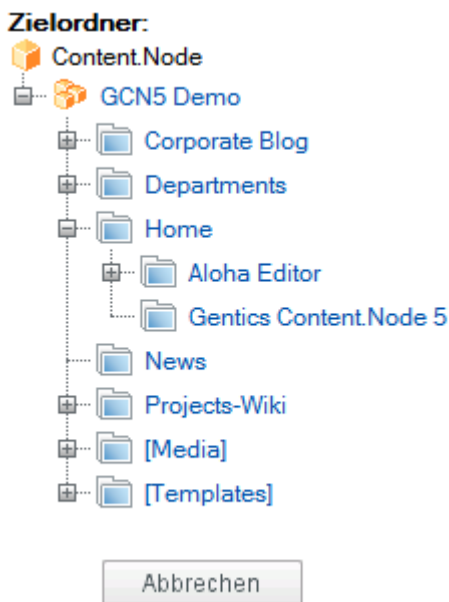 Zielordner:
Content.Node
GCN5 Demo
Corporate Blog
Departments
Home
Aloha Editor
Gentics Content.Node 5
News
Projects-Wiki
[Media]
[Templates]
Abbrechen